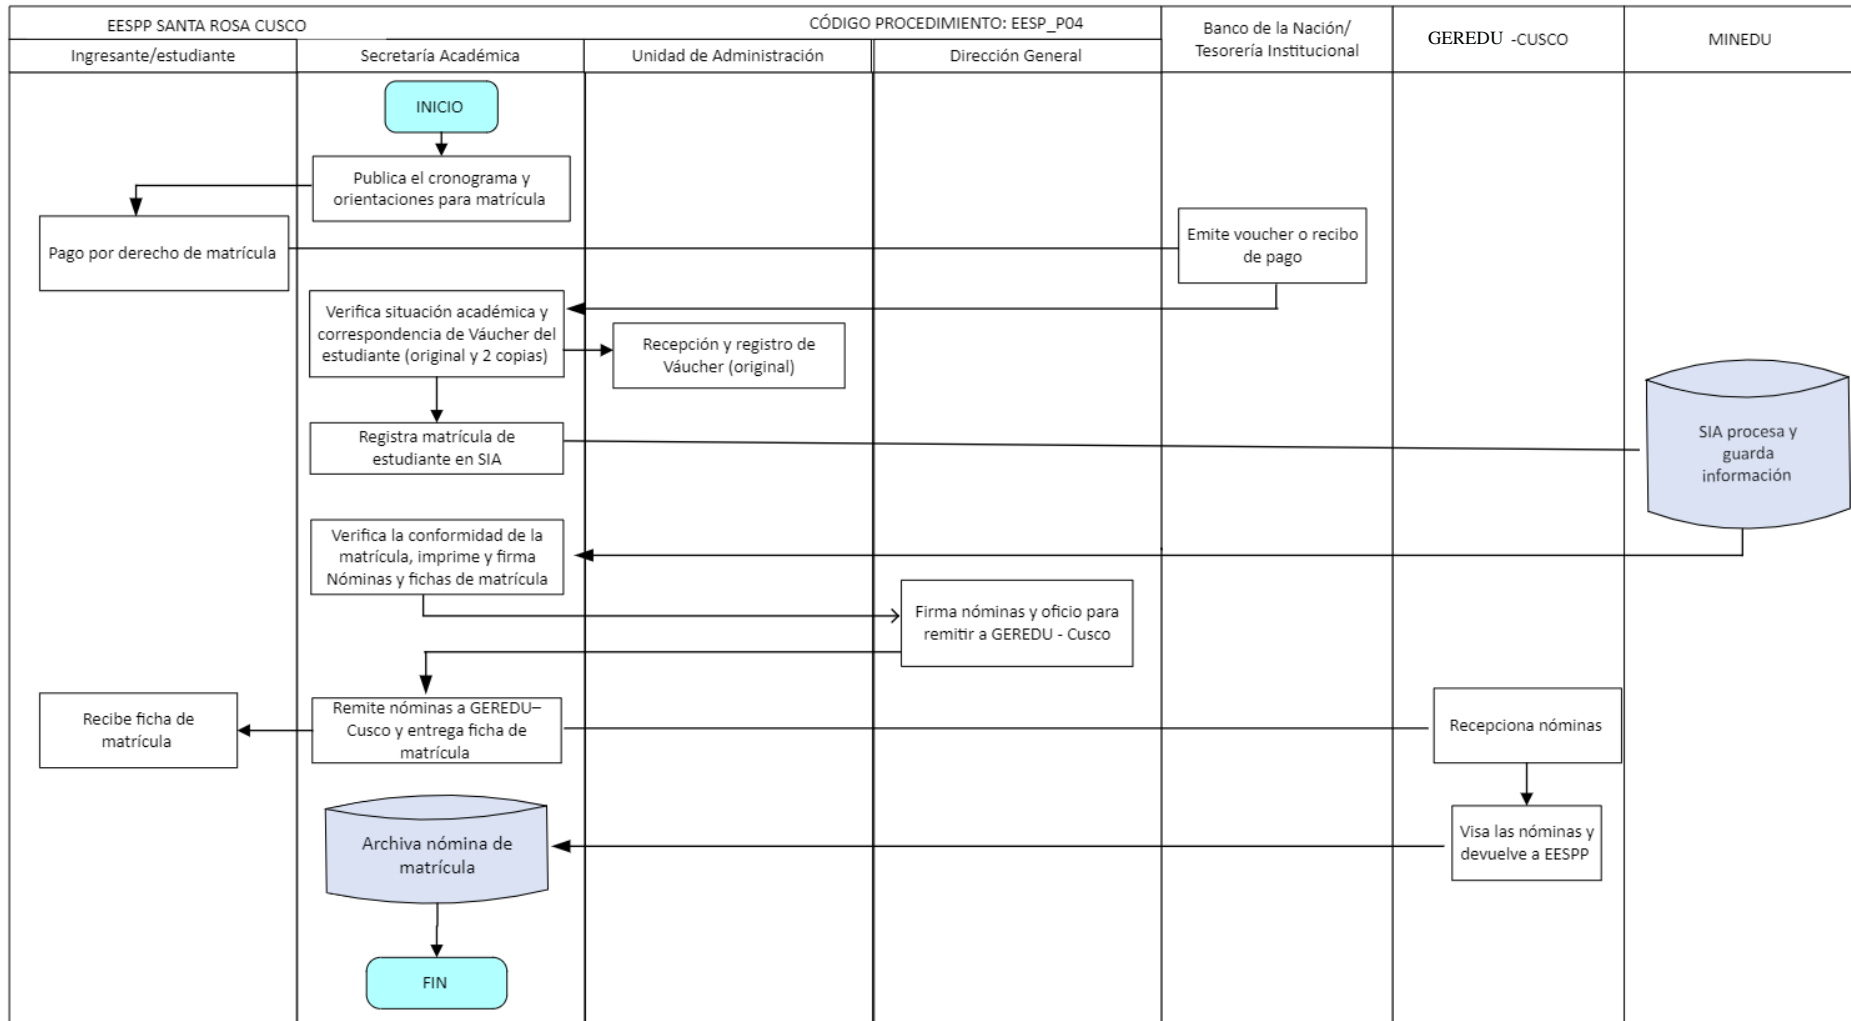 EESPP SANTA ROSA CUSCO
CÓDIGO PROCEDIMIENTO: EESP_P04
Banco de la Nación/
Tesorería Institucional
GEREDU -CUSCO
MINEDU
Ingresante/estudiante
Secretaría Académica
Unidad de Administración
Dirección General
INICIO
Publica el cronograma y
orientaciones para matrícula
Pago por derecho de matrícula
Emite voucher o recibo
de pago
Verifica situación académica y
correspondencia de Váucher del
estudiante (original y 2 copias)
Recepción y registro de
Váucher (original)
Registra matrícula de
estudiante en SIA
SIA procesa y
guarda
información
Verifica la conformidad de la
matrícula, imprime y firma
Nóminas y fichas de matrícula
Firma nóminas y oficio para
remitir a GEREDU - Cusco
Recibe ficha de
matrícula
Remite nóminas a GEREDU–
Cusco y entrega ficha de
matrícula
Recepciona nóminas
Archiva nómina de
matrícula
Visa las nóminas y
devuelve a EESPP
FIN